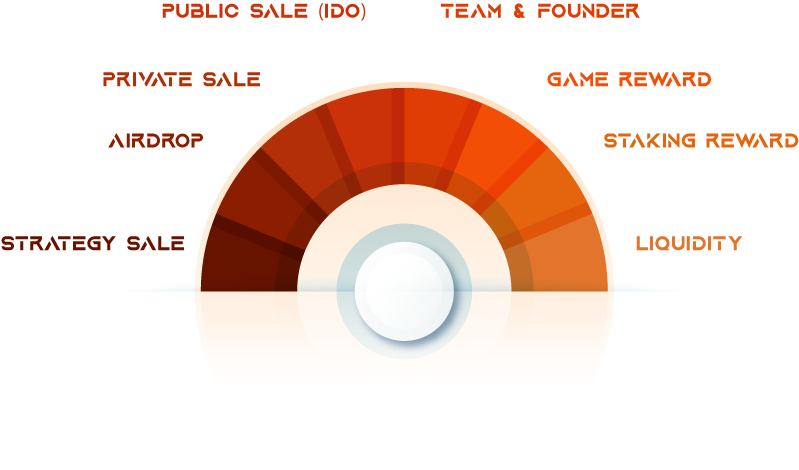 PUBLIC SALE (IDO)
TEAM & FOUNDER
PRIVATE SALE
GAME REWARD
AIRDROP
STAKING REWARD
STRATEGY SALE
LIQUIDITY